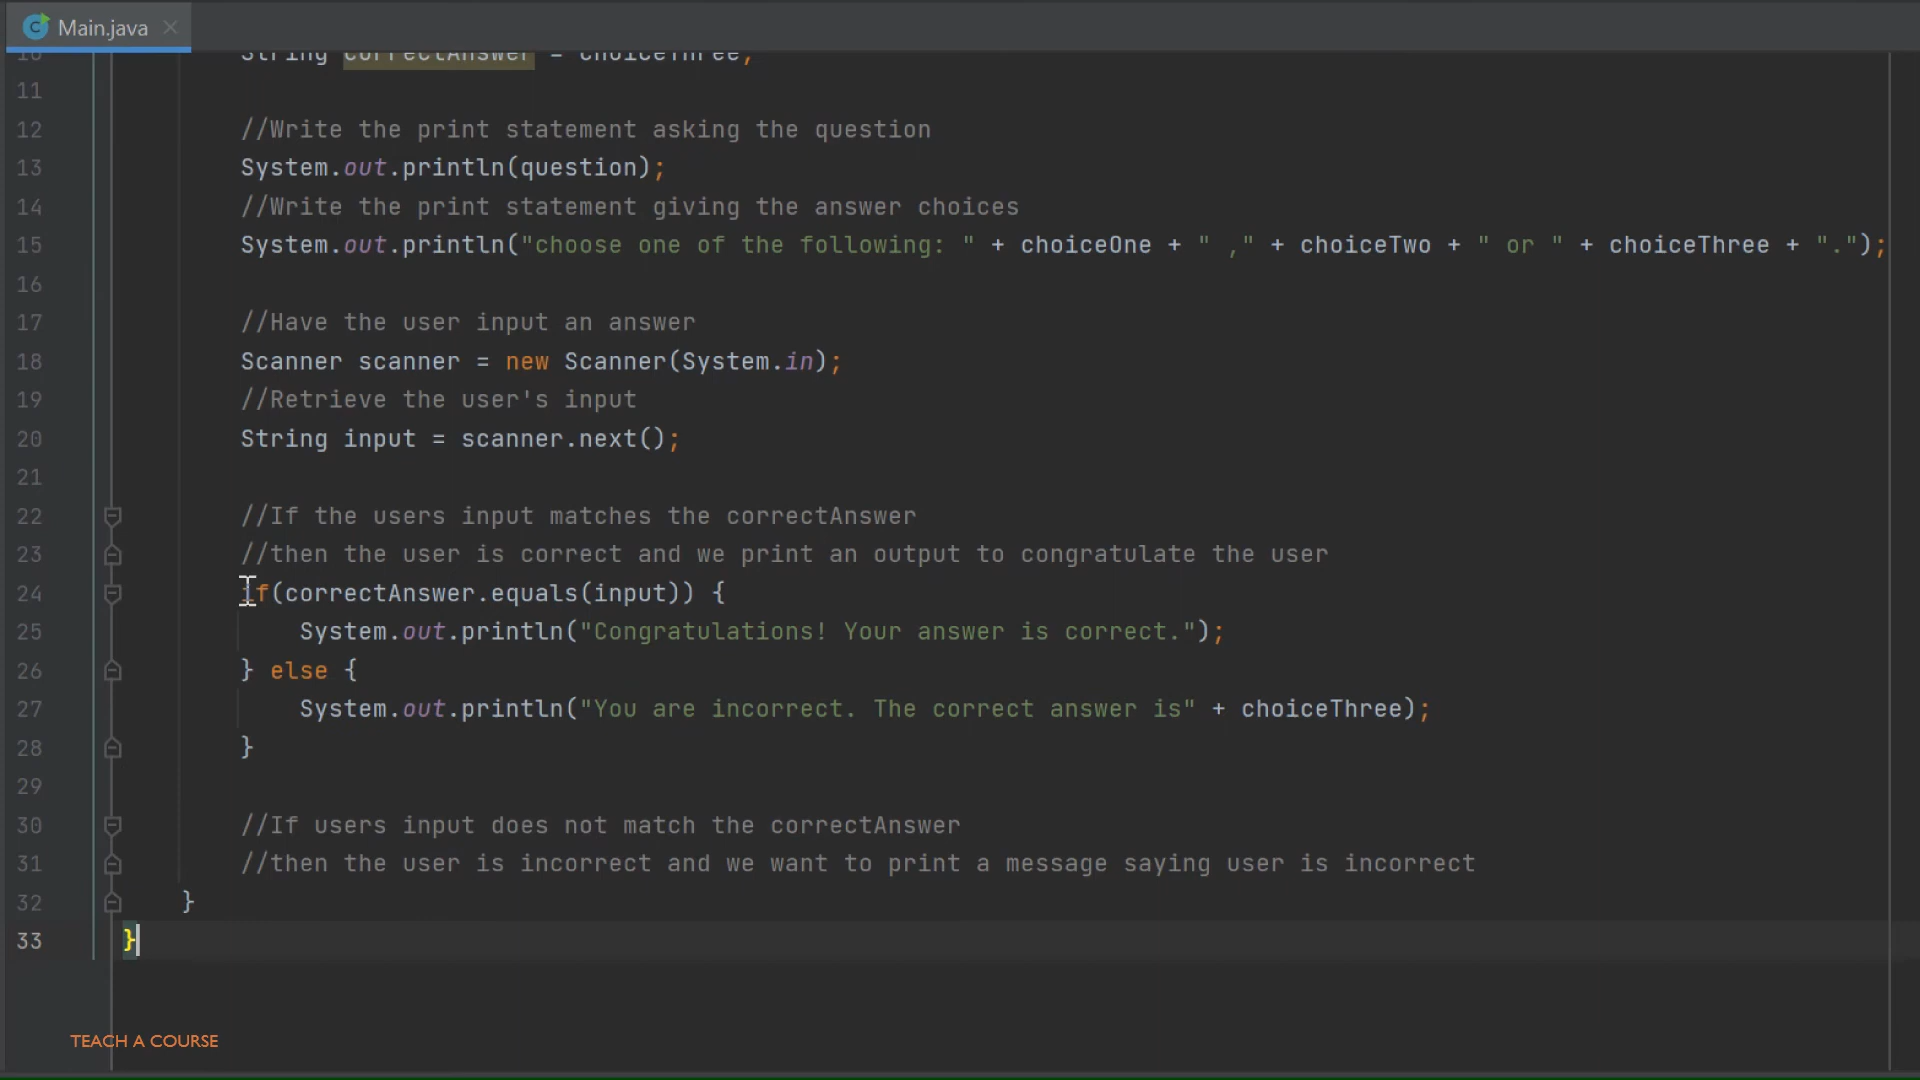 Main.java
10 String correctAnswer = choiceThree;
11
12 //Write the print statement asking the question
13 System.out.println(question);
14 //Write the print statement giving the answer choices
15 System.out.println("choose one of the following: " + choiceOne + " ," + choiceTwo + " or " + choiceThree + ".");
16
17 //Have the user input an answer
18 Scanner scanner = new Scanner(System.in);
19 //Retrieve the user's input
20 String input = scanner.next();
21
22 //If the users input matches the correctAnswer
23 //then the user is correct and we print an output to congratulate the user
24 if(correctAnswer.equals(input)) {
25 System.out.println("Congratulations! Your answer is correct.");
26 } else {
27 System.out.println("You are incorrect. The correct answer is" + choiceThree);
28 }
29
30 //If users input does not match the correctAnswer
31 //then the user is incorrect and we want to print a message saying user is incorrect
32 }
33 }
TEACH A COURSE